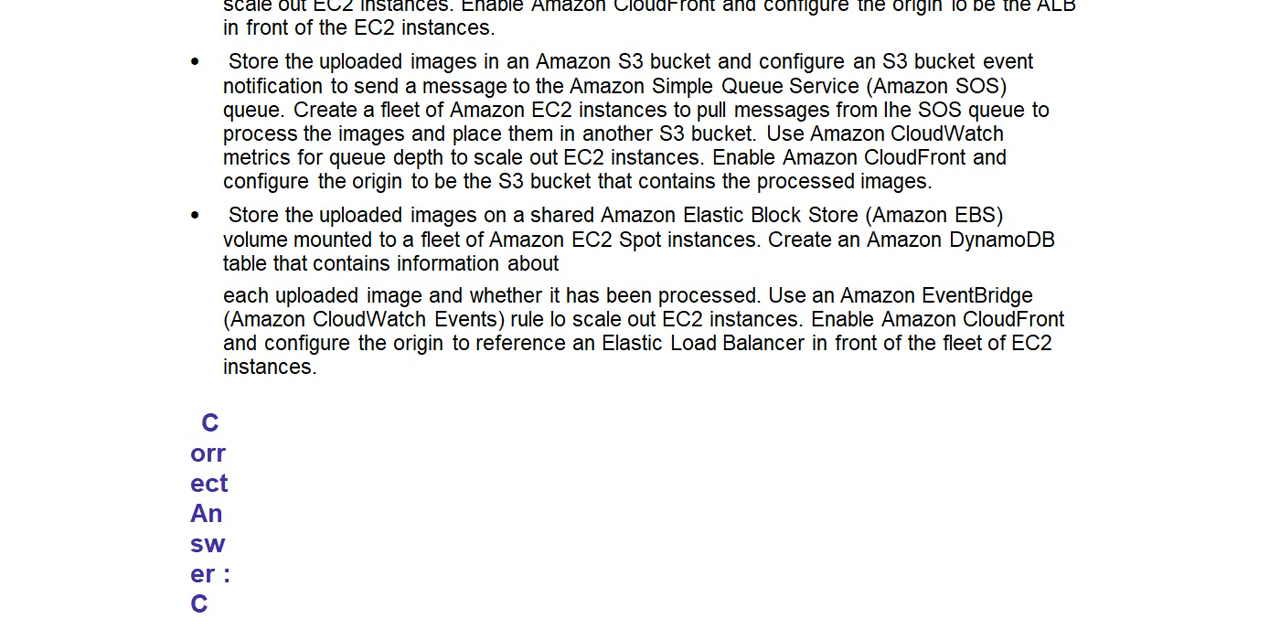 scale out EC2 instances. Enable Amazon CloudFront and configure the origin lo be the ALB
in front of the EC2 instances.
• Store the uploaded images in an Amazon S3 bucket and configure an S3 bucket event
notification to send a message to the Amazon Simple Queue Service (Amazon SOS)
queue. Create a fleet of Amazon EC2 instances to pull messages from lhe SOS queue to
process the images and place them in another S3 bucket. Use Amazon CloudWatch
metrics for queue depth to scale out EC2 instances. Enable Amazon CloudFront and
configure the origin to be the S3 bucket that contains the processed images.
• Store the uploaded images on a shared Amazon Elastic Block Store (Amazon EBS)
volume mounted to a fleet of Amazon EC2 Spot instances. Create an Amazon DynamoDB
table that contains information about
each uploaded image and whether it has been processed. Use an Amazon EventBridge
(Amazon CloudWatch Events) rule lo scale out EC2 instances. Enable Amazon CloudFront
and configure the origin to reference an Elastic Load Balancer in front of the fleet of EC2
instances.
C
orr
ect
An
sw
er :
C